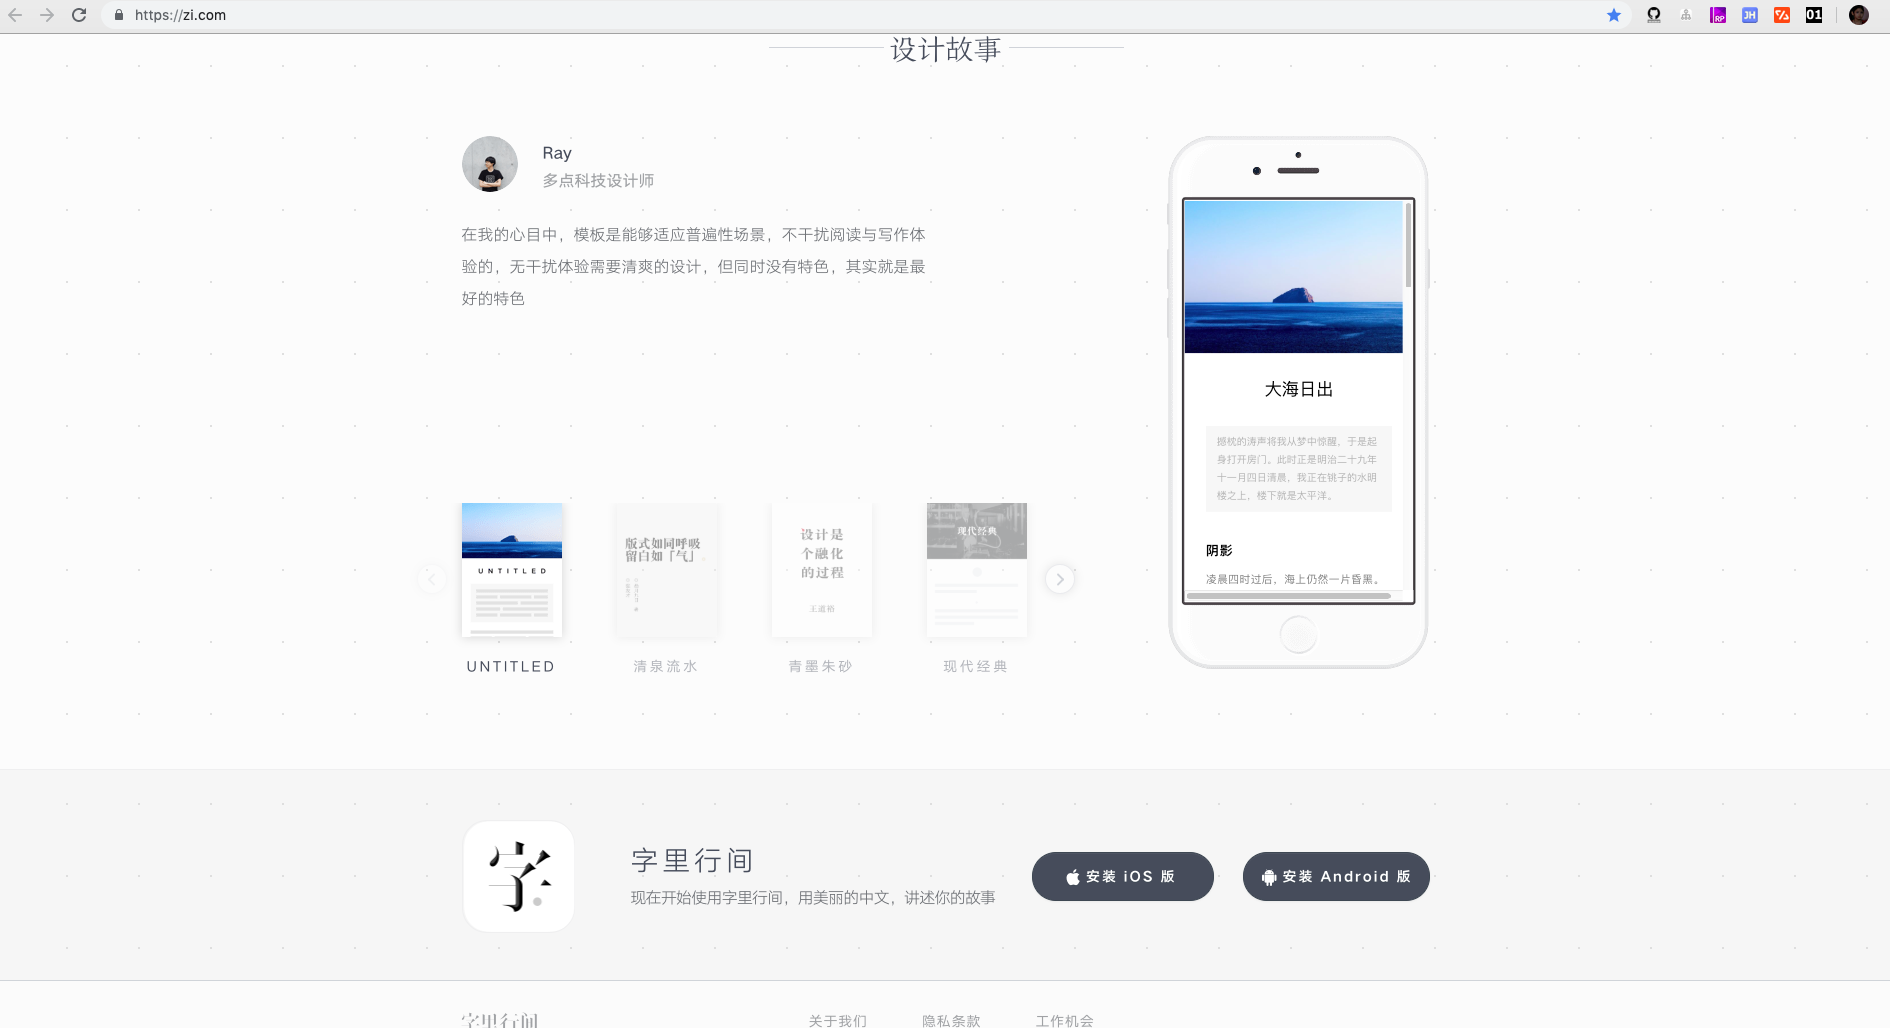 https://zi.com
RP
JH
01
设计故事
Ray
多点科技设计师
在我的心目中，模板是能够适应普遍性场景，不干扰阅读与写作体
验的，无干扰体验需要清爽的设计，但同时没有特色，其实就是最
好的特色
大海日出
撼枕的涛声将我从梦中惊醒，于是起
身打开房门。此时正是明治二十九年
十一月四日清晨，我正在铫子的水明
楼之上，楼下就是太平洋。
阴影
凌晨四时过后，海上仍然一片昏黑。
UNTITLED
版式如同呼吸
留白如「气」
设计是
个融化
的过程
现代经典
UNTITLED
清泉流水
青墨朱砂
现代经典
字
字里行间
现在开始使用字里行间，用美丽的中文，讲述你的故事
安装 iOS 版
安装 Android 版
字里行间
关于我们
隐私条款
工作机会